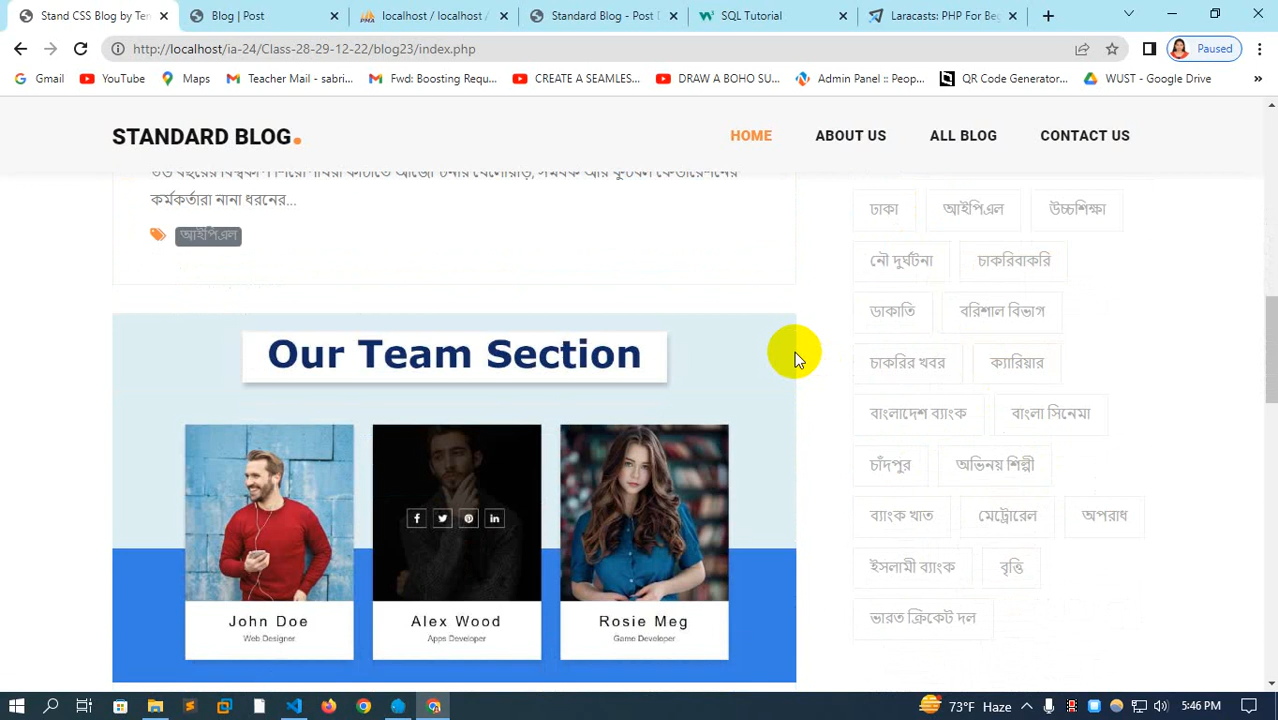 Stand CSS Blog by Ten
Blog | Post
localhost / localhost /
Standard Blog - Post D
SQL Tutorial
Laracasts: PHP For Beg
http://localhost/ia-24/Class-28-29-12-22/blog23/index.php
Paused
Gmail
YouTube
Maps
Teacher Mail - sabri...
Fwd: Boosting Requ...
CREATE A SEAMLES...
DRAW A BOHO SU...
Admin Panel :: Peop...
QR Code Generator...
WUST - Google Drive
STANDARD BLOG.
HOME
ABOUT US
ALL BLOG
CONTACT US
কর্মকর্তারা নানা ধরনের...
আইপিএল
Our Team Section
John Doe
Web Designer
Alex Wood
Apps Developer
Rosie Meg
Game Developer
ঢাকা
আইপিএল
উচ্চশিক্ষা
নৌ দুর্ঘটনা
চাকরিবাকরি
ডাকাতি
বরিশাল বিভাগ
চাকরির খবর
ক্যারিয়ার
বাংলাদেশ ব্যাংক
বাংলা সিনেমা
চাঁদপুর
অভিনয় শিল্পী
ব্যাংক খাত
মেট্রোরেল
অপরাধ
ইসলামী ব্যাংক
বৃত্তি
ভারত ক্রিকেট দল
73°F Haze
5:46 PM